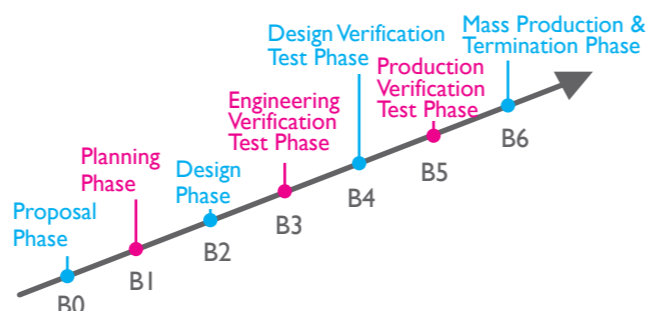 Proposal
Phase
B0
Planning
Phase
B1
Design
Phase
B2
Engineering
Verification
Test Phase
B3
Design Verification
Test Phase
B4
Production
Verification
Test Phase
B5
Mass Production &
Termination Phase
B6